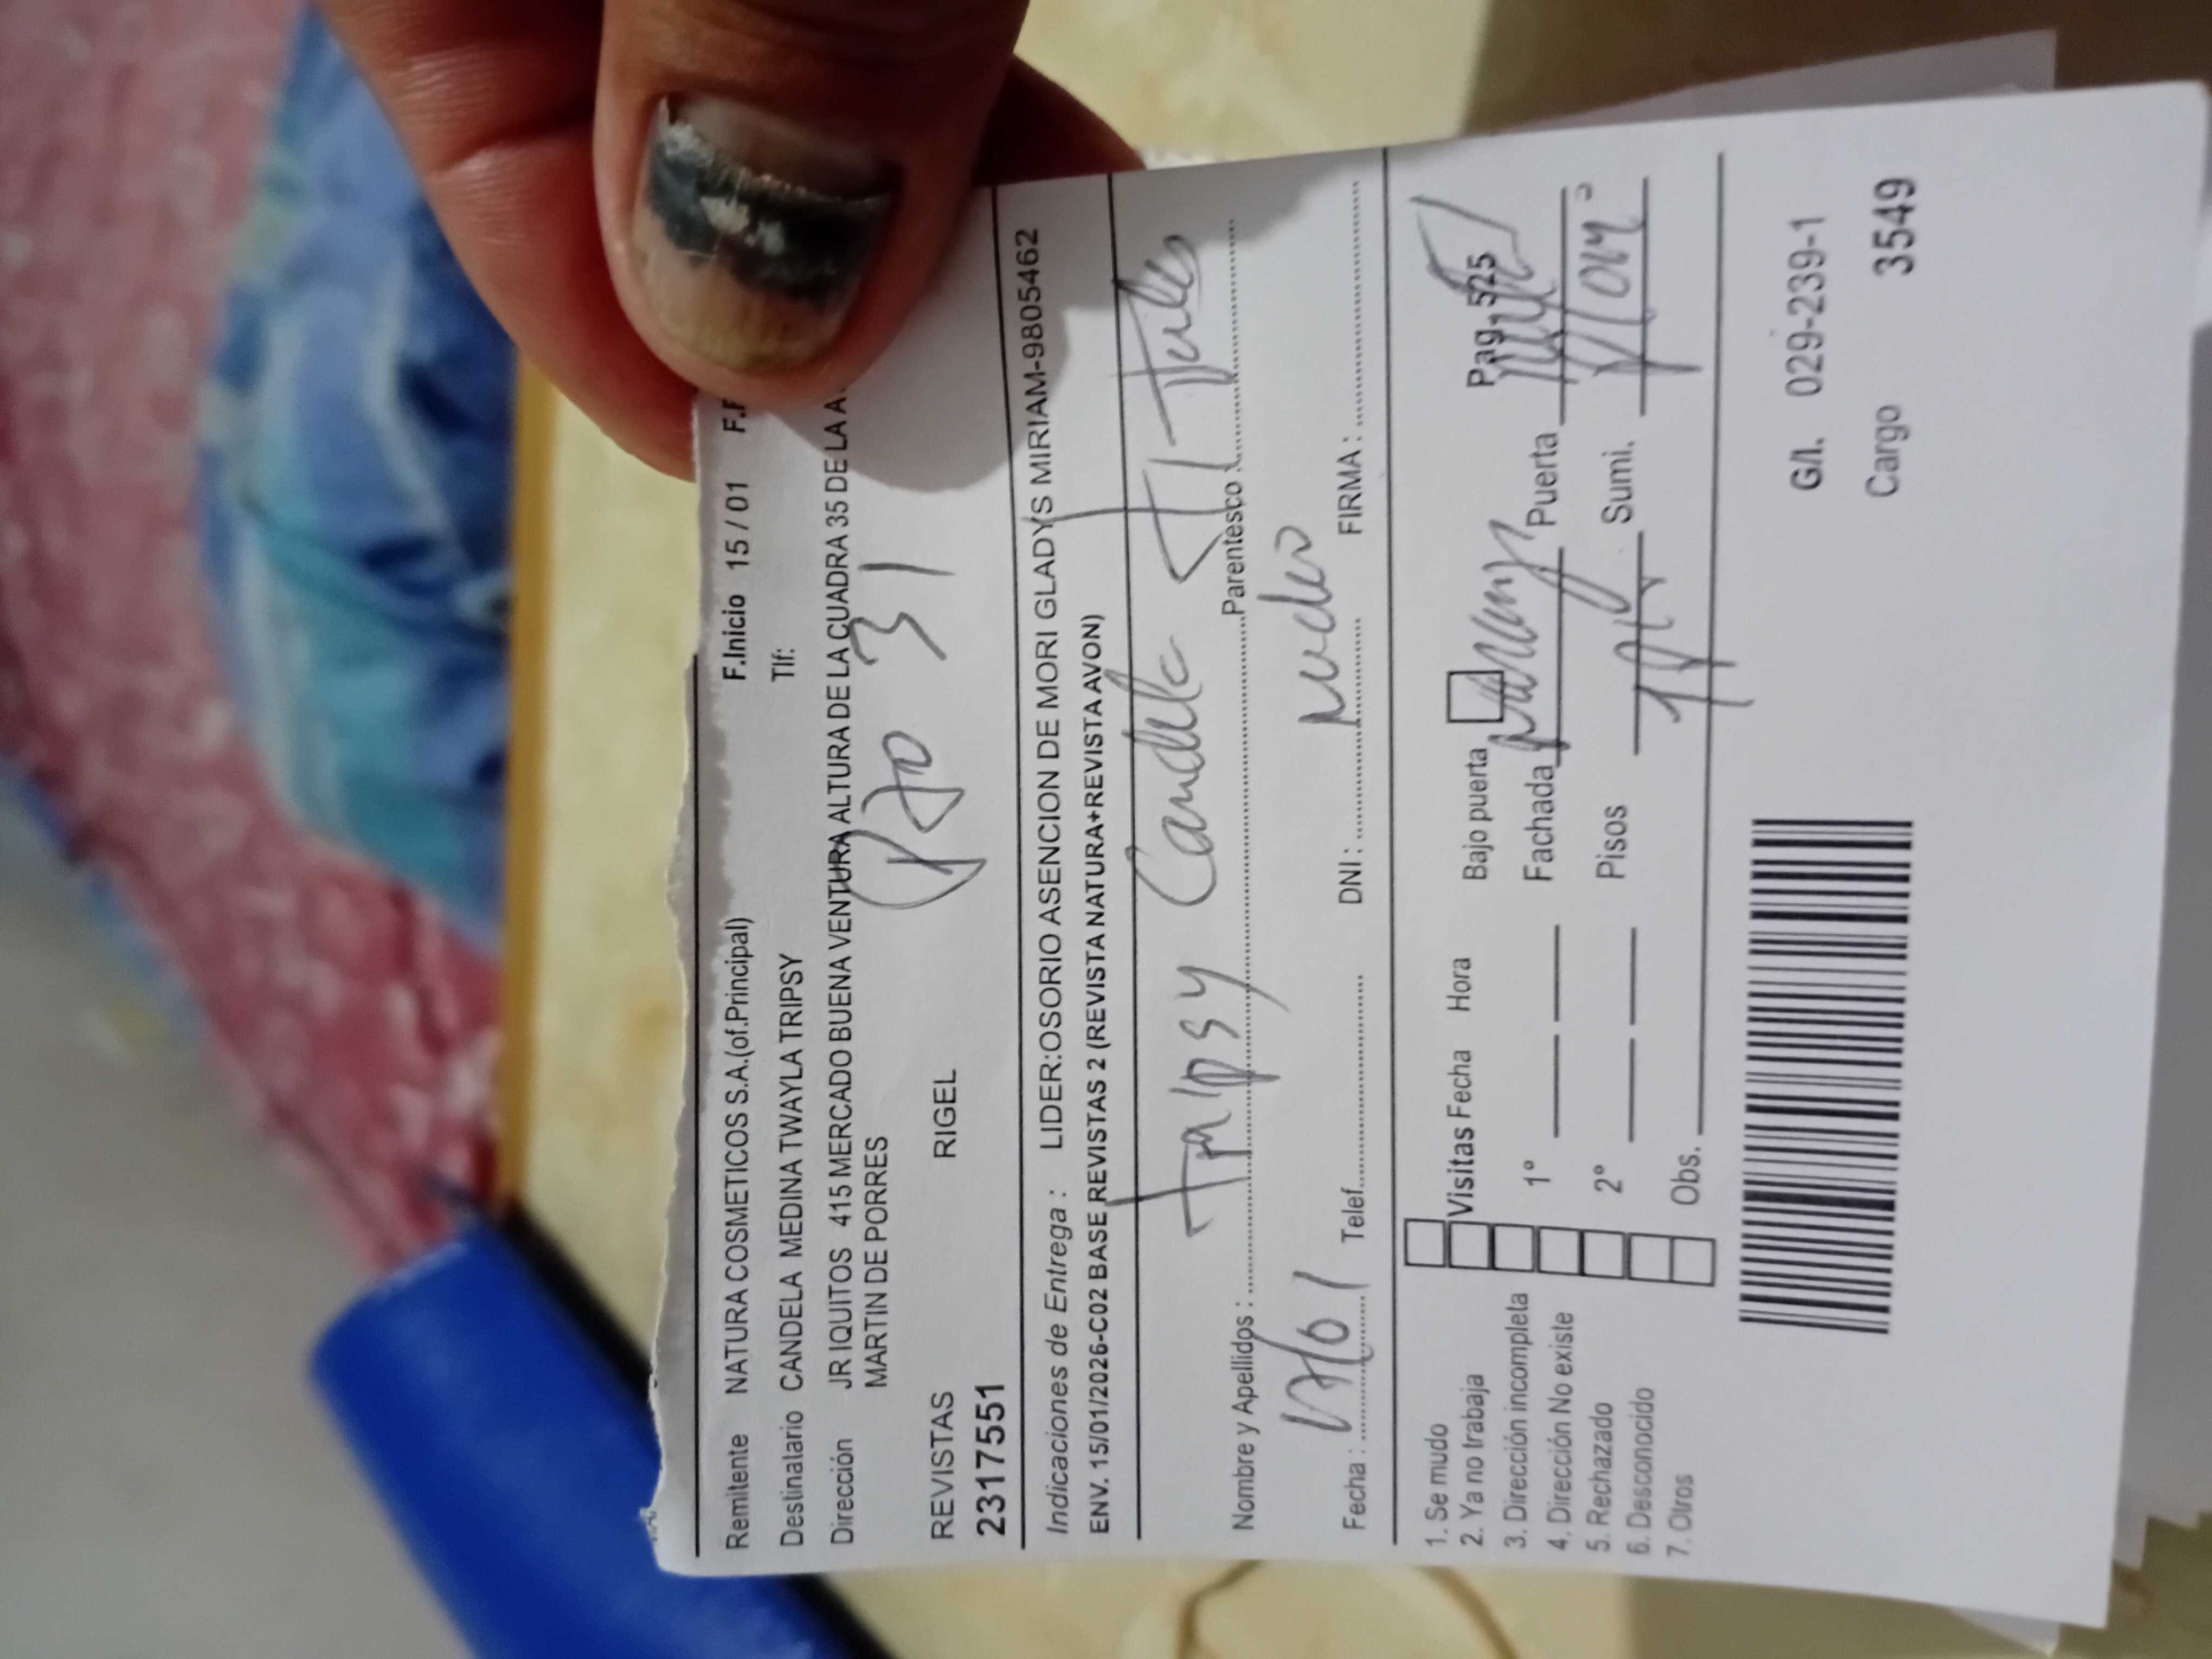 F.Inicio 15 / 01
Remitente NATURA COSMETICOS S.A.(of.Principal)
Destinatario CANDELA MEDINA TWAYLA TRIPSY Tlf:
Dirección JR IQUITOS 415 MERCADO BUENA VENTURA ALTURA DE LA CUADRA 35 DE LA A
MARTIN DE PORRES
31
REVISTAS RIGEL
2317551
Indicaciones de Entrega : LIDER:OSORIO ASENCION DE MORI GLADYS MIRIAM-9805462
ENV. 15/01/2026-C02 BASE REVISTAS 2 (REVISTA NATURA+REVISTA AVON)
Nombre y Apellidos : Candela Parentesco :
Fecha : Telef. DNI : FIRMA :
Pag. 525
1. Se mudo
2. Ya no trabaja
3. Dirección incompleta
4. Dirección No existe
5. Rechazado
6. Desconocido
7. Otros
Visitas Fecha Hora Bajo puerta
1° Fachada Puerta
2° Pisos Sumi.
Obs.
G/l. 029-239-1
Cargo 3549